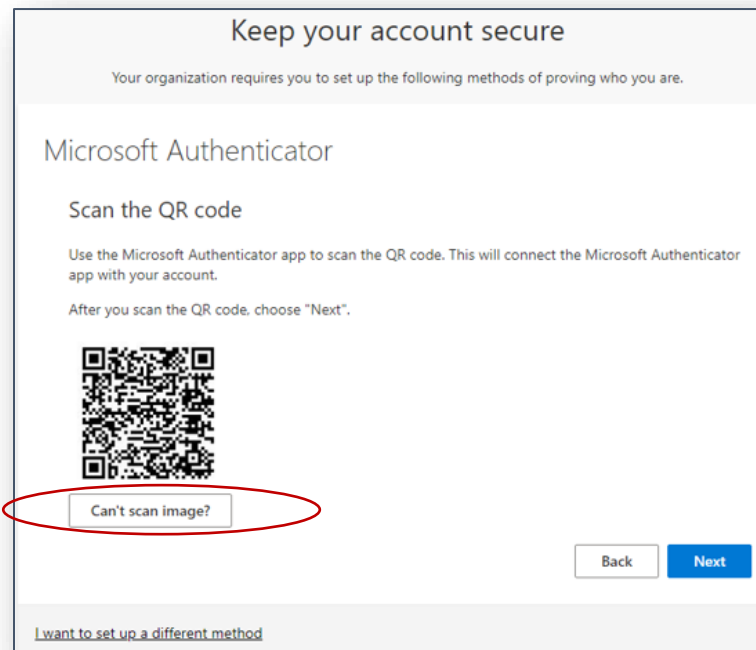 Keep your account secure
Your organization requires you to set up the following methods of proving who you are.
Microsoft Authenticator
Scan the QR code
Use the Microsoft Authenticator app to scan the QR code. This will connect the Microsoft Authenticator
app with your account.
After you scan the QR code, choose "Next".
Can't scan image?
Back
Next
I want to set up a different method